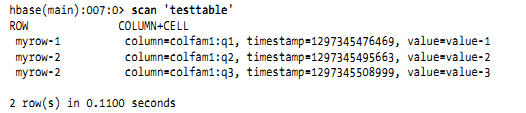 hbase(main):007:0> scan 'testtable'
ROW COLUMN+CELL
myrow-1 column=colfam1:q1, timestamp=1297345476469, value=value-1
myrow-2 column=colfam1:q2, timestamp=1297345495663, value=value-2
myrow-2 column=colfam1:q3, timestamp=1297345508999, value=value-3
2 row(s) in 0.1100 seconds